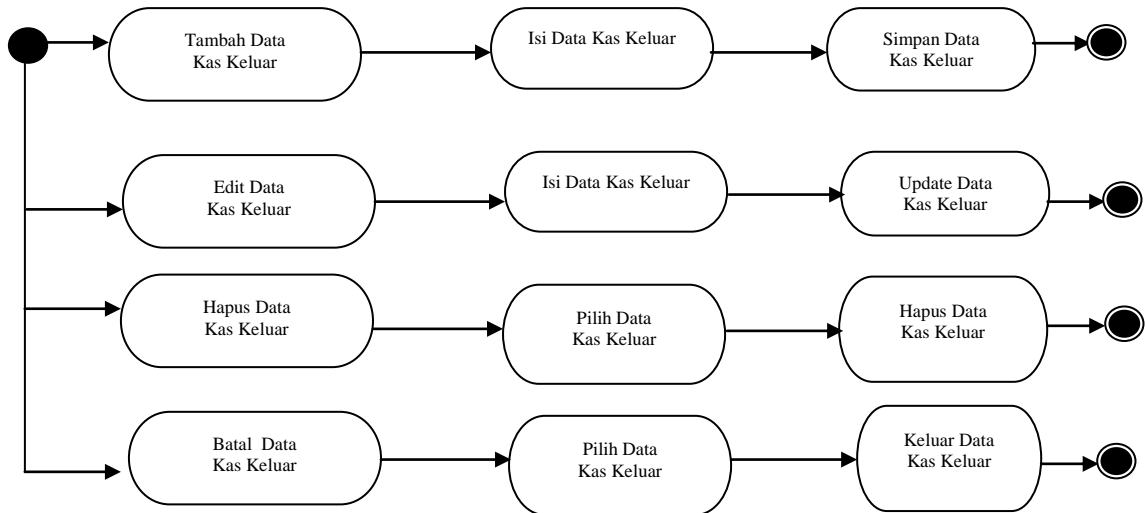 Tambah Data
Kas Keluar
Isi Data Kas Keluar
Simpan Data
Kas Keluar
Edit Data
Kas Keluar
Isi Data Kas Keluar
Update Data
Kas Keluar
Hapus Data
Kas Keluar
Pilih Data
Kas Keluar
Hapus Data
Kas Keluar
Batal Data
Kas Keluar
Pilih Data
Kas Keluar
Keluar Data
Kas Keluar